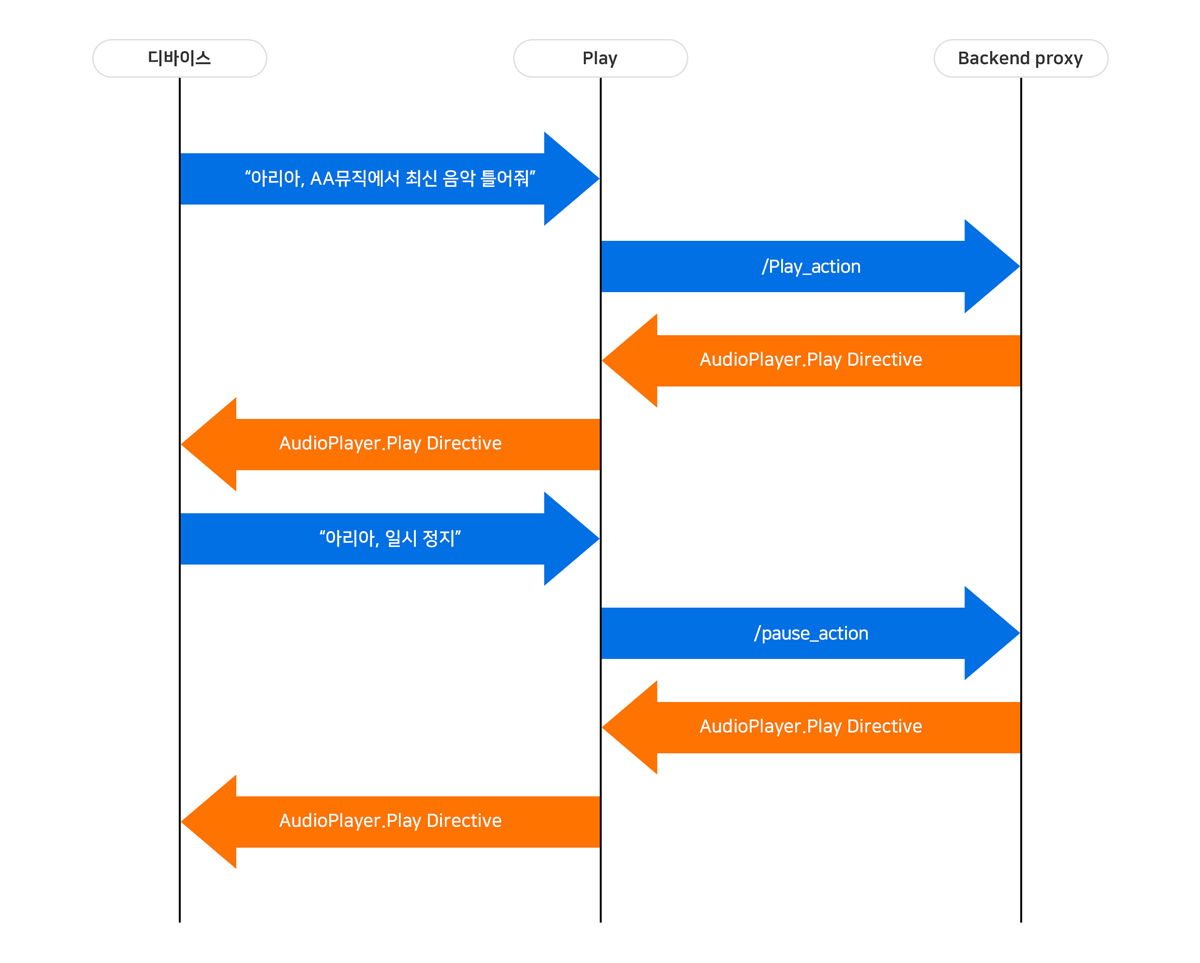 디바이스
Play
Backend proxy
“아리아, AA뮤직에서 최신 음악 틀어줘”
/Play_action
AudioPlayer.Play Directive
AudioPlayer.Play Directive
“아리아, 일시 정지”
/pause_action
AudioPlayer.Play Directive
AudioPlayer.Play Directive